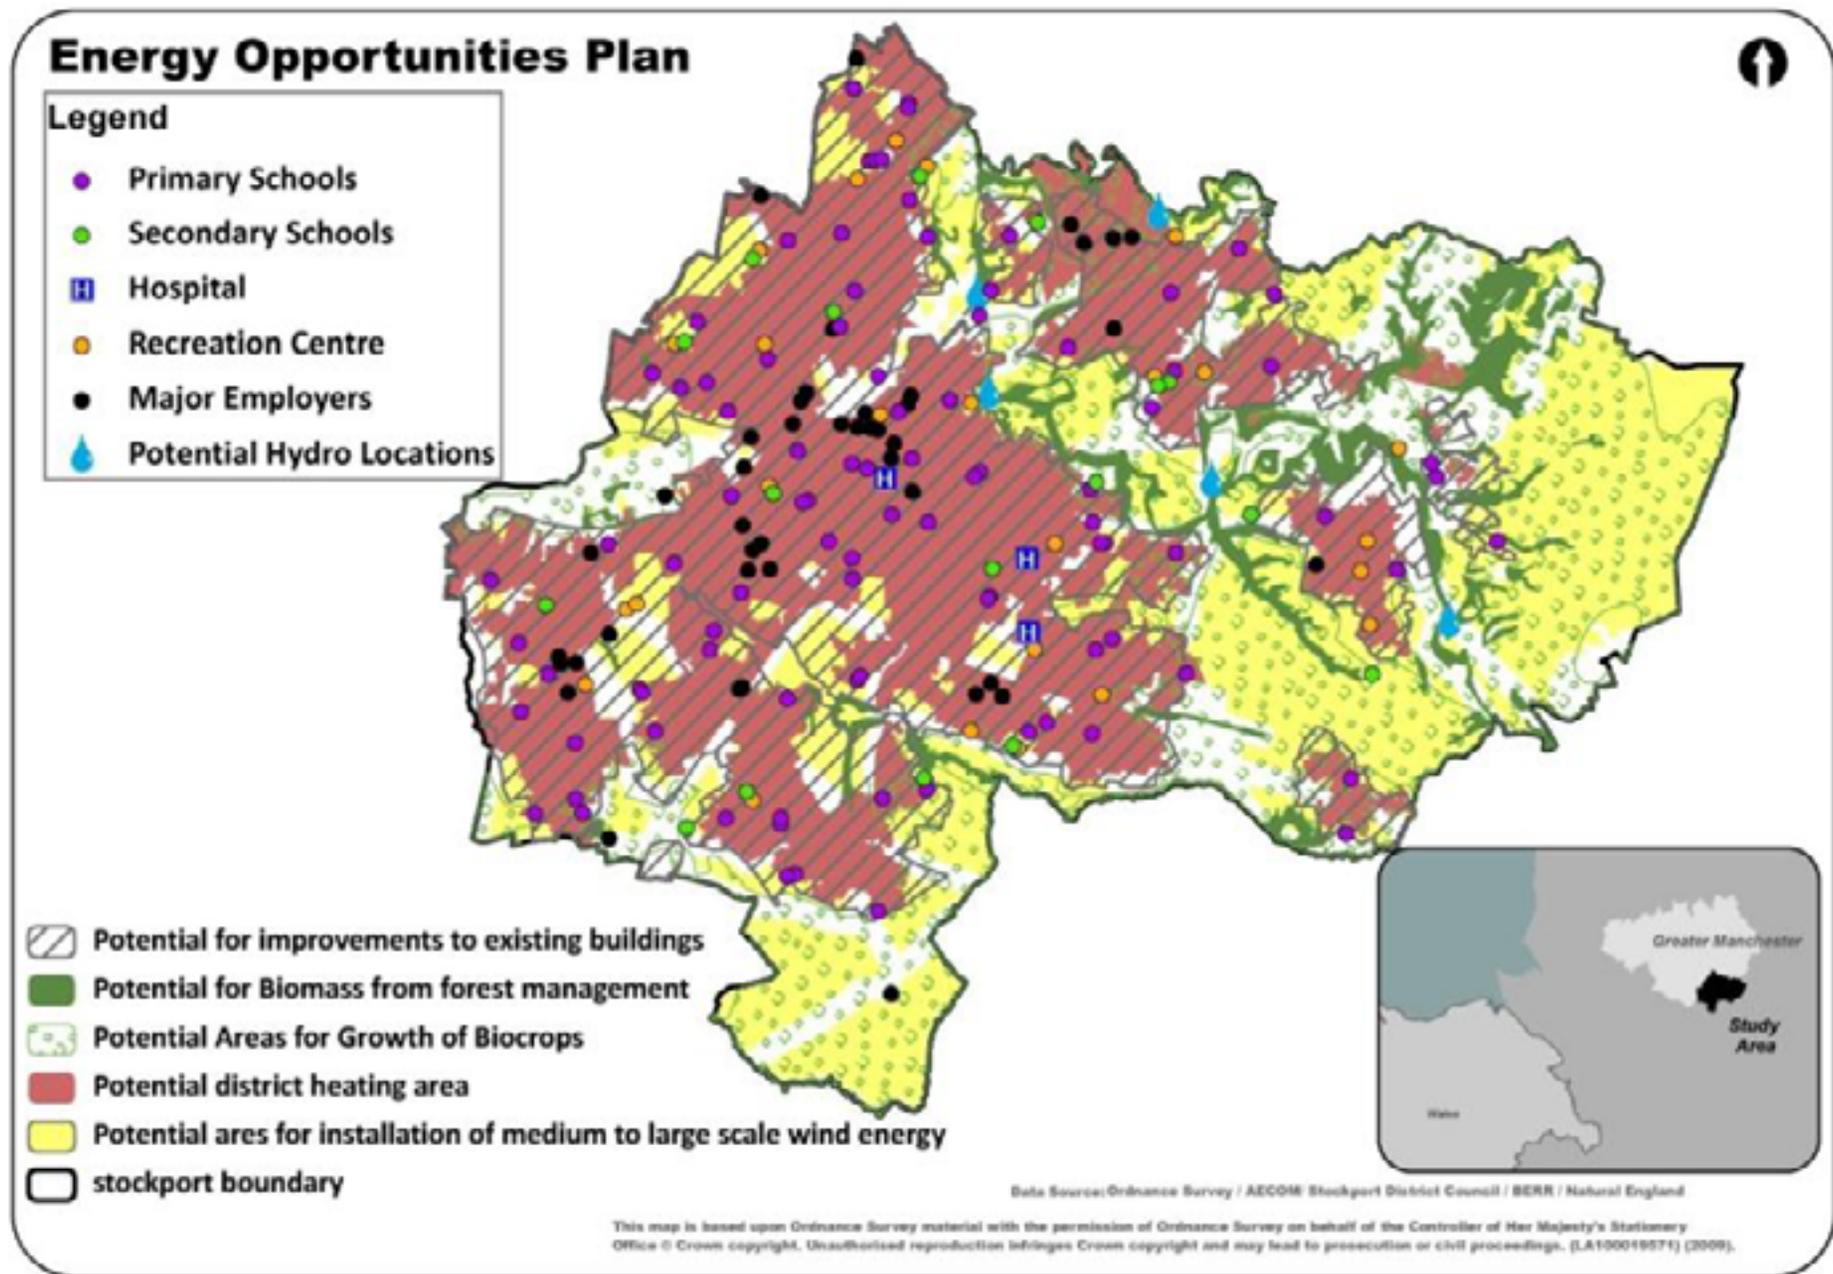 Energy Opportunities Plan
Legend
Primary Schools
Secondary Schools
H Hospital
Recreation Centre
Major Employers
Potential Hydro Locations
H
H
H
Potential for improvements to existing buildings
Potential for Biomass from forest management
Potential Areas for Growth of Biocrops
Potential district heating area
Potential ares for installation of medium to large scale wind energy
stockport boundary
Greater Manchester
Study
Area
Wales
Data Source: Ordnance Survey / AECOM/ Stockport District Council / BERR / Natural England
This map is based upon Ordnance Survey material with the permission of Ordnance Survey on behalf of the Controller of Her Majesty's Stationery
Office © Crown copyright. Unauthorised reproduction infringes Crown copyright and may lead to prosecution or civil proceedings. (LA100019571) (2009).